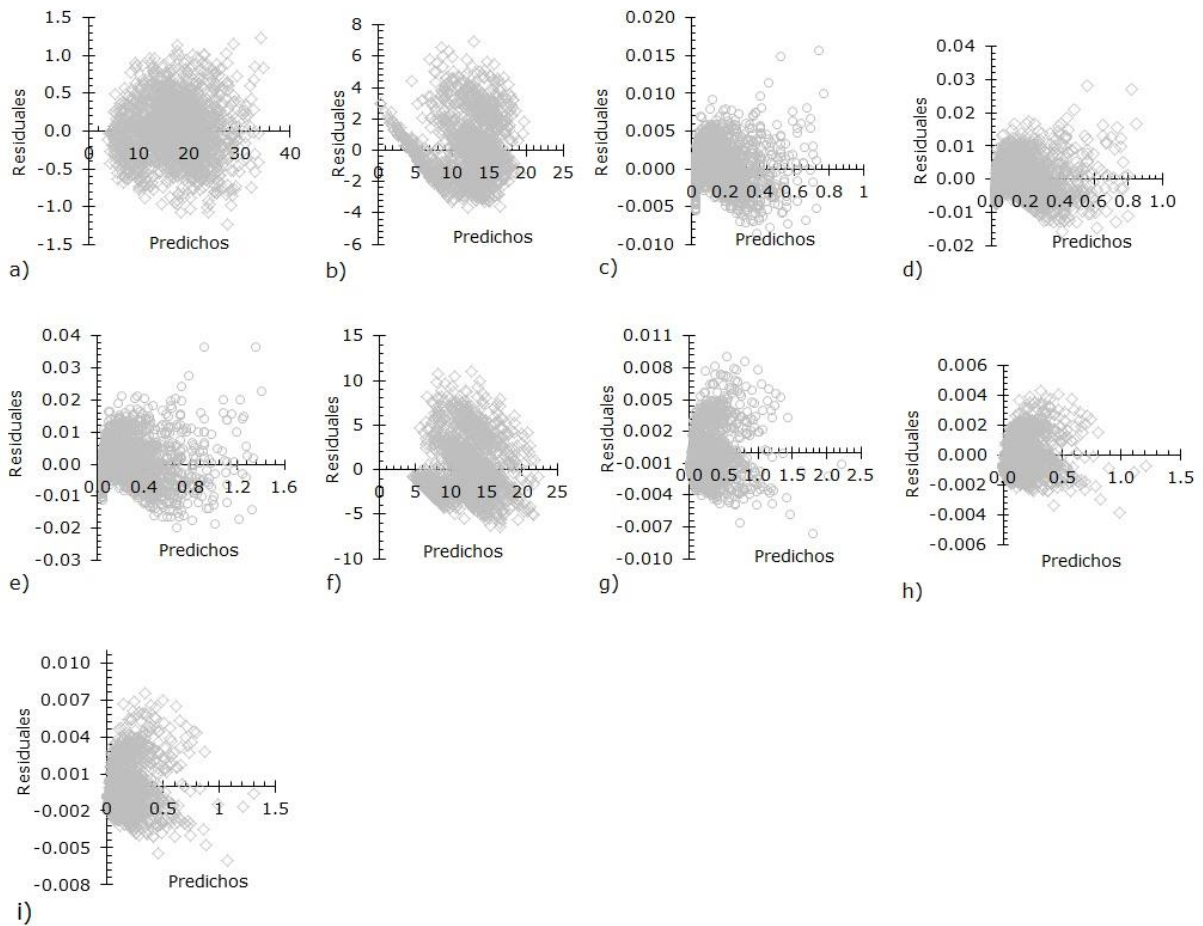 1.5
1.0
0.5
0.0
-0.5
-1.0
-1.5
0 10 20 30 40
Residuales
Predichos
a)
8
6
4
2
0
-2
-4
-6
0 5 10 15 20 25
Residuales
Predichos
b)
0.020
0.015
0.010
0.005
0.000
-0.005
-0.010
0.0 0.2 0.4 0.6 0.8 1
Residuales
Predichos
c)
0.04
0.03
0.02
0.01
0.00
-0.01
-0.02
0.0 0.2 0.4 0.6 0.8 1.0
Residuales
Predichos
d)
0.04
0.03
0.02
0.01
0.00
-0.01
-0.02
-0.03
0.0 0.4 0.8 1.2 1.6
Residuales
Predichos
e)
15
10
5
0
-5
-10
0 5 10 15 20 25
Residuales
Predichos
f)
0.011
0.008
0.005
0.002
-0.001
-0.004
-0.007
-0.010
0.0 0.5 1.0 1.5 2.0 2.5
Residuales
Predichos
g)
0.006
0.004
0.002
0.000
-0.002
-0.004
-0.006
0.0 0.5 1.0 1.5
Residuales
Predichos
h)
0.010
0.007
0.004
0.001
-0.002
-0.005
-0.008
0 0.5 1 1.5
Residuales
Predichos
i)